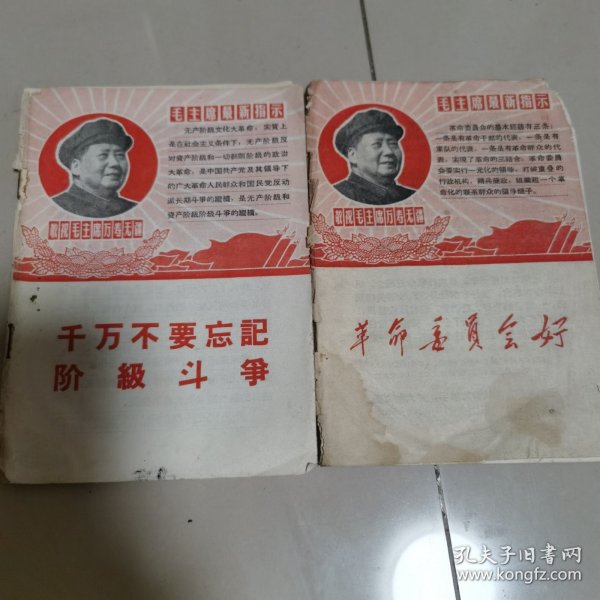 毛主席最新指示
无产阶级文化大革命，实质上
是在社会主义条件下，无产阶级反
对资产阶级和一切剥削阶级的政治
大革命，是中国共产党及其领导下
的广大革命人民群众和国民党反动
派长期斗争的继续，是无产阶级和
资产阶级阶级斗争的继续。
敬祝毛主席万寿无疆
千万不要忘記
阶級斗爭
毛主席最新指示
革命委员会的基本经验有三条：
一条是有革命干部的代表，一条是有
军队的代表，一条是有革命群众的代
表，实现了革命的三结合。革命委员
会要实行一元化的领导，打破重叠的
行政机构，精兵简政，组织起一个革
命化的联系群众的领导班子。
敬祝毛主席万寿无疆
革命委員会好
孔夫子旧书网
www.kongfz.com